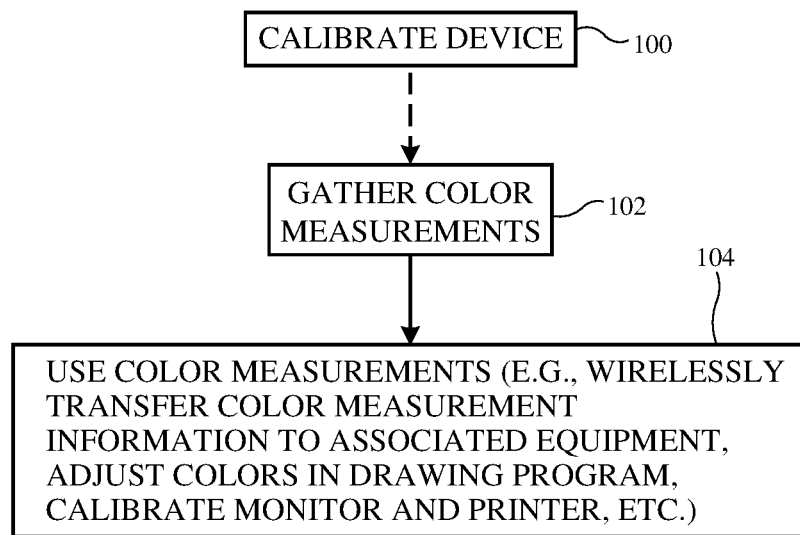 CALIBRATE DEVICE
100
GATHER COLOR
MEASUREMENTS
102
104
USE COLOR MEASUREMENTS (E.G., WIRELESSLY
TRANSFER COLOR MEASUREMENT
INFORMATION TO ASSOCIATED EQUIPMENT,
ADJUST COLORS IN DRAWING PROGRAM,
CALIBRATE MONITOR AND PRINTER, ETC.)